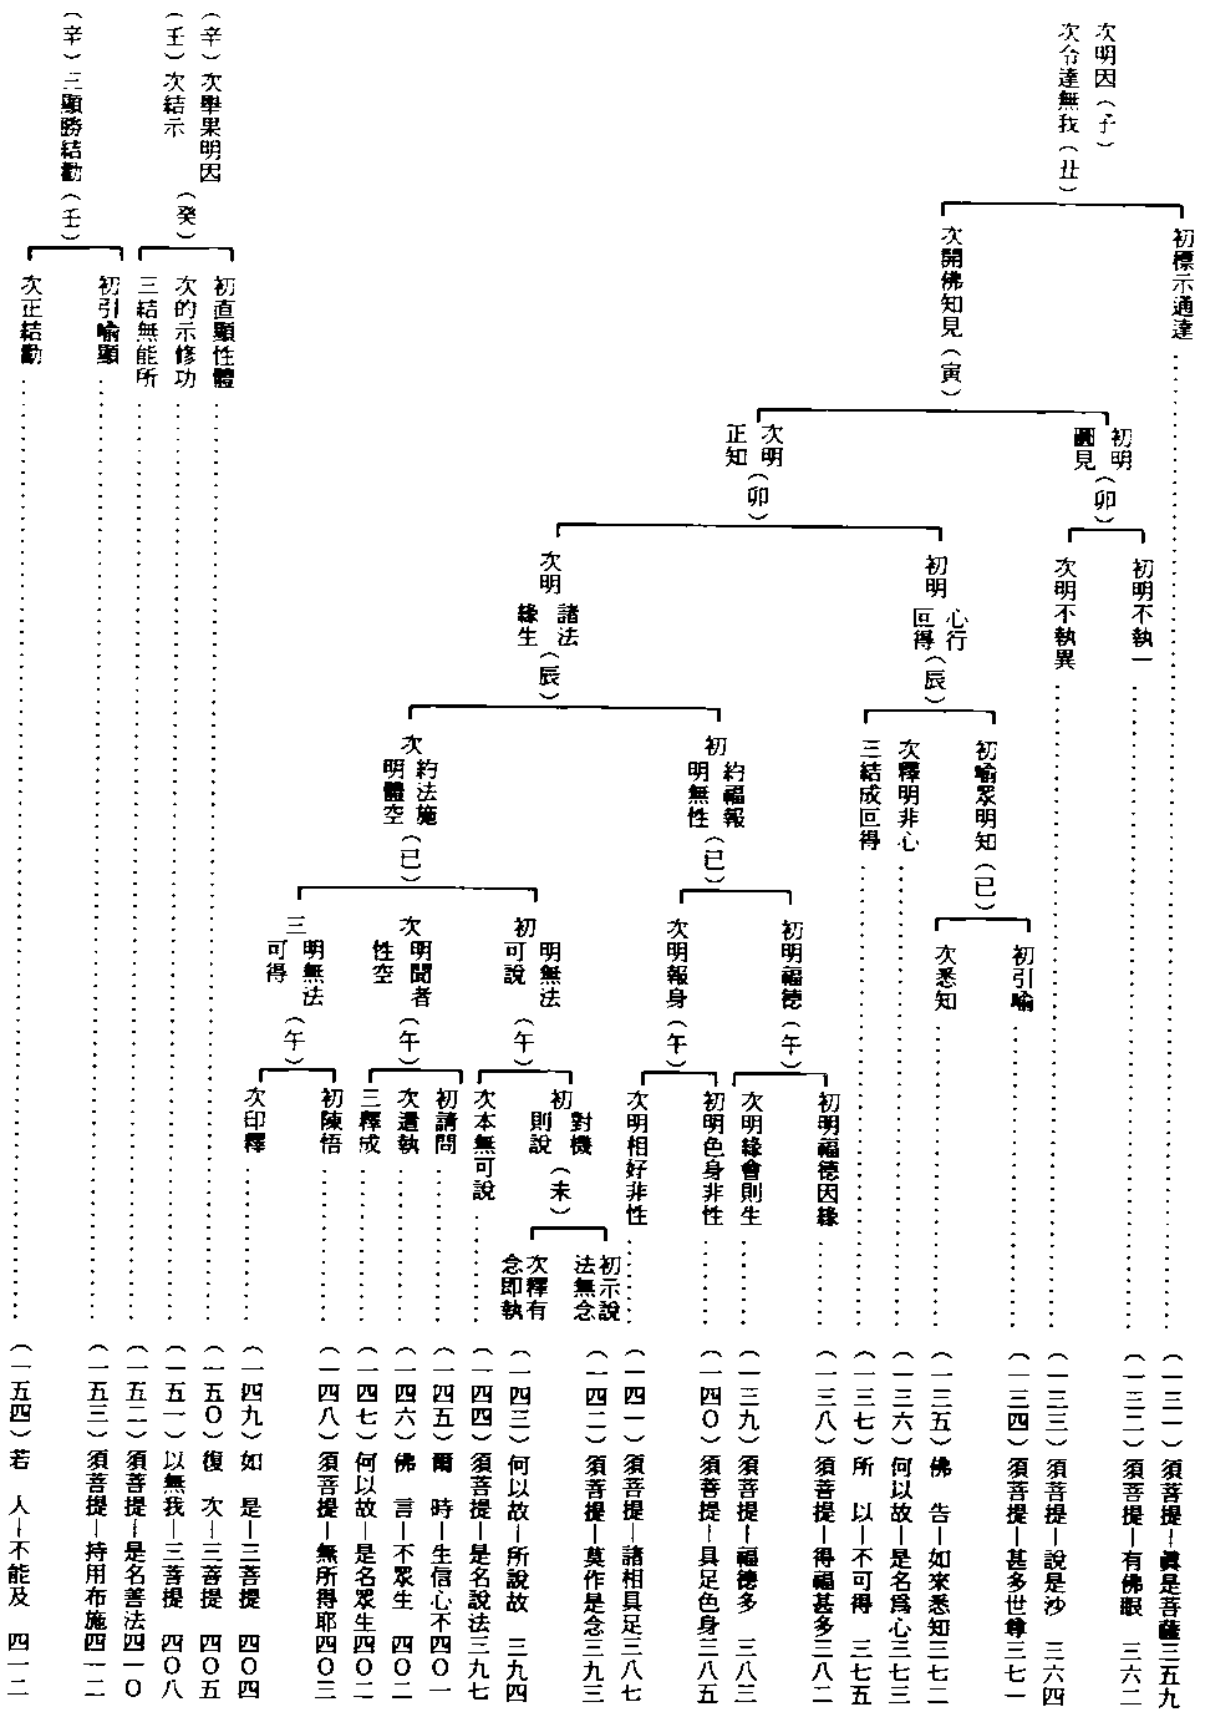 次明因（子）
次令達無我（丑）
初標示通達
次開佛知見（寅）
初明
圓見
（卯）
次明
正知
（卯）
初明不執一
次明不執異
初明
心行
叵得
（辰）
次明
諸法
緣生
（辰）
初喻眾明知（巳）
次釋明非心
三結成叵得
初引喻
次悉知
初
約福報
明無性
（巳）
次
約法施
明體空
（巳）
初明福德（午）
次明報身（午）
初明福德因緣
次明緣會則生
初明色身非性
次明相好非性
初
明無法
可說
（午）
次
明聞者
性空
（午）
三
明無法
可得
（午）
初
對機
則說
（未）
次本無可說
初示說
法無念
次釋有
念即執
初請問
次遣執
三釋成
初陳悟
次印釋
（辛）次舉果明因
（壬）次結示
（癸）
初直顯性體
次的示修功
三結無能所
（辛）三顯勝結勸（壬）
初引喻顯
次正結勸
（一三一）須菩提—眞是菩薩三五九
（一三二）須菩提—有佛眼 三六二
（一三三）須菩提—說是沙 三六四
（一三四）須菩提—甚多世尊三七一
（一三五）佛 告—如來悉知三七二
（一三六）何以故—是名爲心三七三
（一三七）所 以—不可得 三七五
（一三八）須菩提—得福甚多三八二
（一三九）須菩提—福德多 三八三
（一四〇）須菩提—具足色身三八五
（一四一）須菩提—諸相具足三八七
（一四二）須菩提—莫作是念三九三
（一四三）何以故—所說故 三九四
（一四四）須菩提—是名說法三九七
（一四五）爾 時—生信心不四〇一
（一四六）佛 言—不眾生 四〇二
（一四七）何以故—是名眾生四〇二
（一四八）須菩提—無所得耶四〇三
（一四九）如 是—三菩提 四〇四
（一五〇）復 次—三菩提 四〇五
（一五一）以無我—三菩提 四〇八
（一五二）須菩提—是名善法四一〇
（一五三）須菩提—持用布施四一二
（一五四）若 人—不能及 四一二